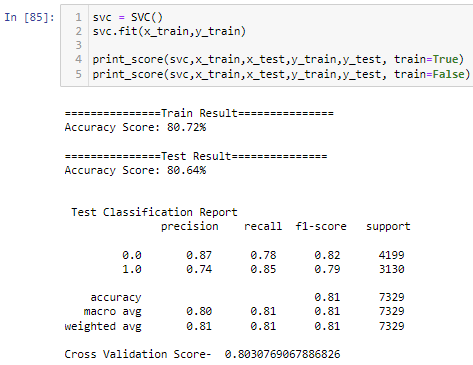 In [85]:
1 svc = SVC()
2 svc.fit(x_train,y_train)
3
4 print_score(svc,x_train,x_test,y_train,y_test, train=True)
5 print_score(svc,x_train,x_test,y_train,y_test, train=False)
===============Train Result===============
Accuracy Score: 80.72%
===============Test Result===============
Accuracy Score: 80.64%
Test Classification Report
precision recall f1-score support
0.0 0.87 0.78 0.82 4199
1.0 0.74 0.85 0.79 3130
accuracy 0.81 7329
macro avg 0.80 0.81 0.81 7329
weighted avg 0.81 0.81 0.81 7329
Cross Validation Score- 0.8030769067886826